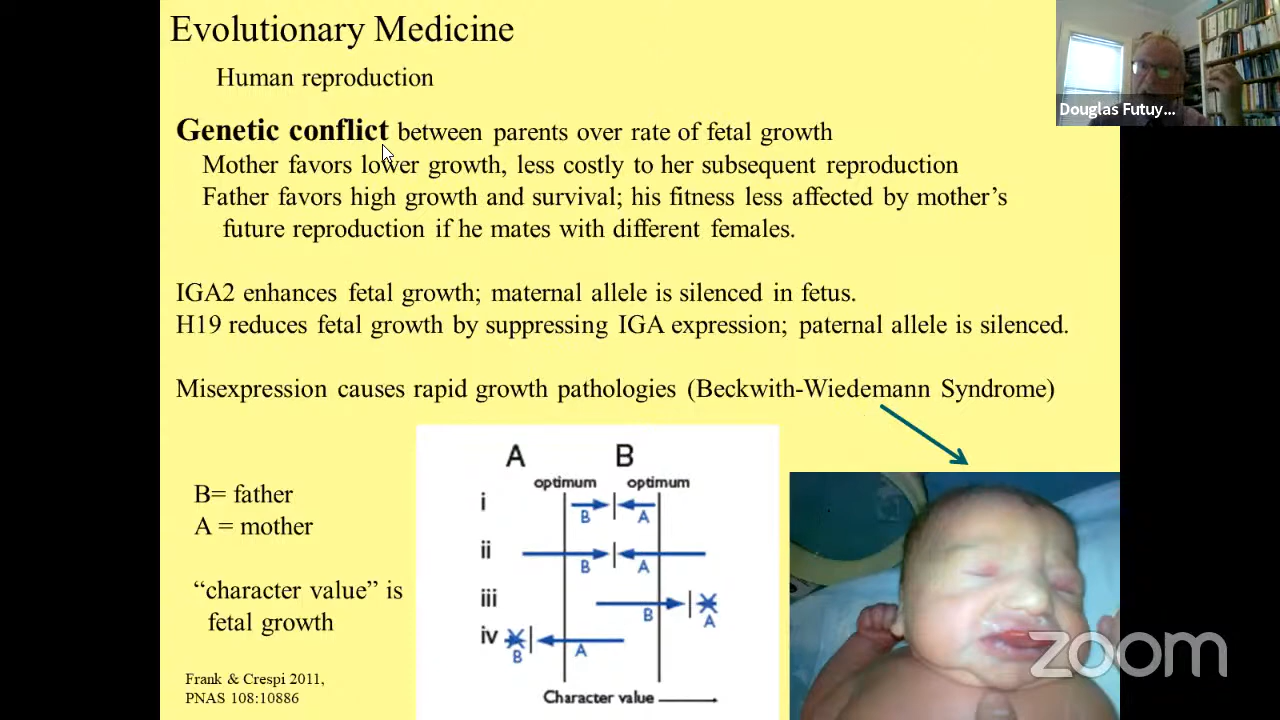 Evolutionary Medicine
Human reproduction
Genetic conflict between parents over rate of fetal growth
Mother favors lower growth, less costly to her subsequent reproduction
Father favors high growth and survival; his fitness less affected by mother's
future reproduction if he mates with different females.
IGA2 enhances fetal growth; maternal allele is silenced in fetus.
H19 reduces fetal growth by suppressing IGA expression; paternal allele is silenced.
Misexpression causes rapid growth pathologies (Beckwith-Wiedemann Syndrome)
B= father
A = mother
“character value” is
fetal growth
Frank & Crespi 2011,
PNAS 108:10886
A B
optimum optimum
i
B A
ii
B A
iii
B A
iv
B A
Character value
Douglas Futuy...
zoom